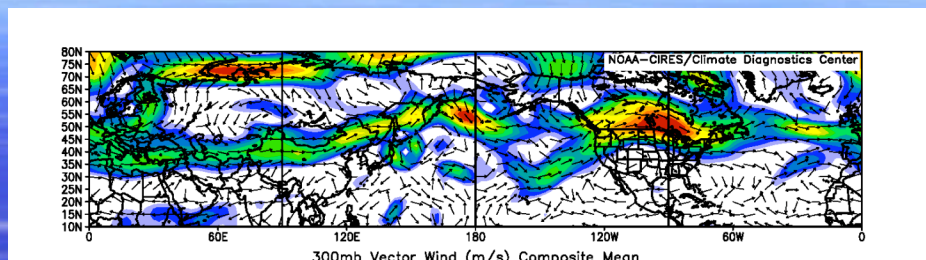 NOAA-CIRES/Climate Diagnostics Center
80N
75N
70N
65N
60N
55N
50N
45N
40N
35N
30N
25N
20N
15N
10N
0 60E 120E 180 120W 60W 0
300mb Vector Wind (m/s) Composite Mean